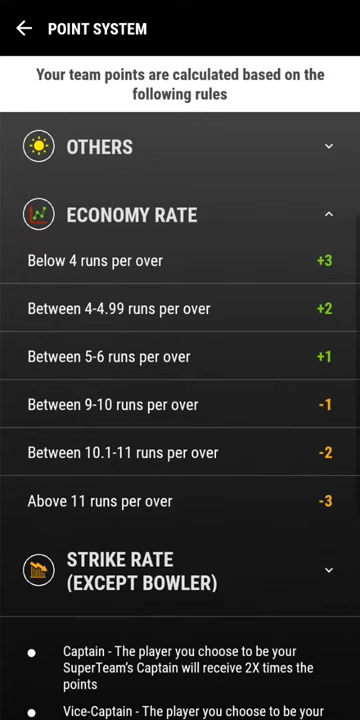 POINT SYSTEM
Your team points are calculated based on the
following rules
OTHERS
ECONOMY RATE
Below 4 runs per over +3
Between 4-4.99 runs per over +2
Between 5-6 runs per over +1
Between 9-10 runs per over -1
Between 10.1-11 runs per over -2
Above 11 runs per over -3
STRIKE RATE
(EXCEPT BOWLER)
Captain - The player you choose to be your
SuperTeam's Captain will receive 2X times the
points
Vice-Captain - The player you choose to be your